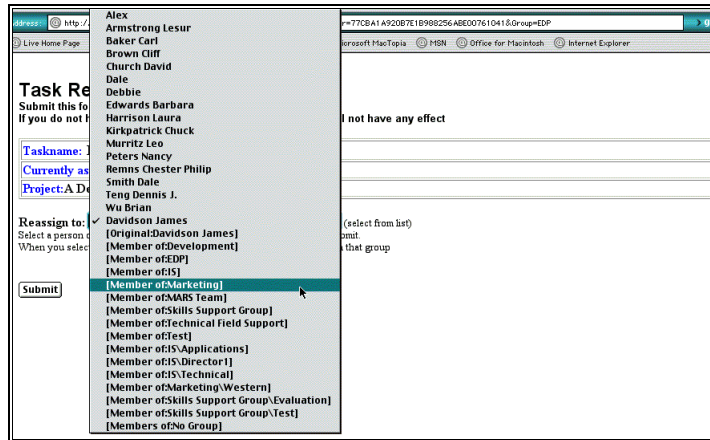 Address: http:/ r=77CBA1A920B7E1B988256ABE00761041&Group=EDP
Live Home Page icrosoft MacTopia MSN Office for Macintosh Internet Explorer
Alex
Armstrong Lesur
Baker Carl
Brown Cliff
Church David
Dale
Debbie
Edwards Barbara
Harrison Laura
Kirkpatrick Chuck
Murritz Leo
Peters Nancy
Remns Chester Philip
Smith Dale
Teng Dennis J.
Wu Brian
✓ Davidson James
[Original:Davidson James]
[Member of:Development]
[Member of:EDP]
[Member of:IS]
[Member of:Marketing]
[Member of:MARS Team]
[Member of:Skills Support Group]
[Member of:Technical Field Support]
[Member of:Test]
[Member of:IS\Applications]
[Member of:IS\Director1]
[Member of:IS\Technical]
[Member of:Marketing\Western]
[Member of:Skills Support Group\Evaluation]
[Member of:Skills Support Group\Test]
[Members of:No Group]
Task Re
Submit this fo
If you do not h l not have any effect
Taskname:
Currently as
Project:A De
Reassign to: (select from list)
Select a person o bmit.
When you selec that group
Submit